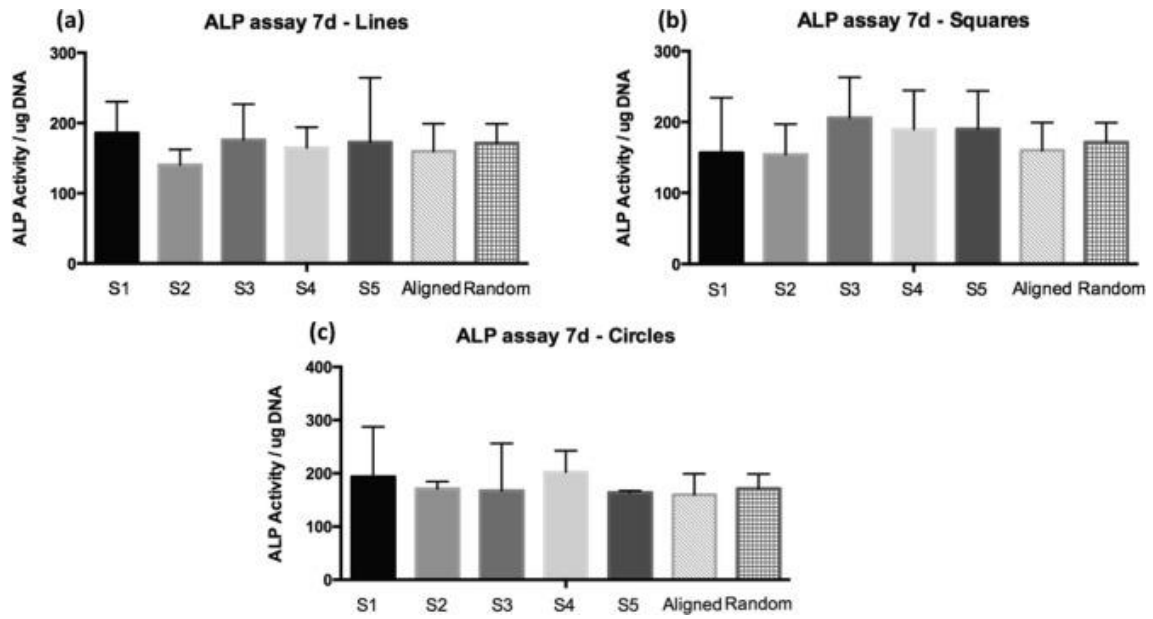 (a)
ALP assay 7d - Lines
ALP Activity / ug DNA
300
200
100
0
S1 S2 S3 S4 S5 Aligned Random
(b)
ALP assay 7d - Squares
ALP Activity / ug DNA
300
200
100
0
S1 S2 S3 S4 S5 Aligned Random
(c)
ALP assay 7d - Circles
ALP Activity / ug DNA
400
300
200
100
0
S1 S2 S3 S4 S5 Aligned Random